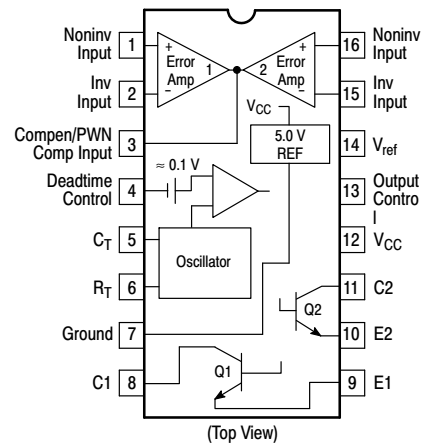 Noninv
Input
1
+
Error
Amp
1
2
+
Error
Amp
16
Noninv
Input
Inv
Input
2
−
−
15
Inv
Input
VCC
Compen/PWN
Comp Input
3
5.0 V
REF
14
Vref
≈ 0.1 V
Deadtime
Control
4
13
Output
Contro
l
CT
5
Oscillator
12
VCC
RT
6
11
C2
Q2
Ground
7
10
E2
C1
8
Q1
9
E1
(Top View)